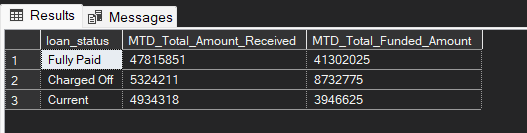 Results Messages
loan_status MTD_Total_Amount_Received MTD_Total_Funded_Amount
1 Fully Paid 47815851 41302025
2 Charged Off 5324211 8732775
3 Current 4934318 3946625